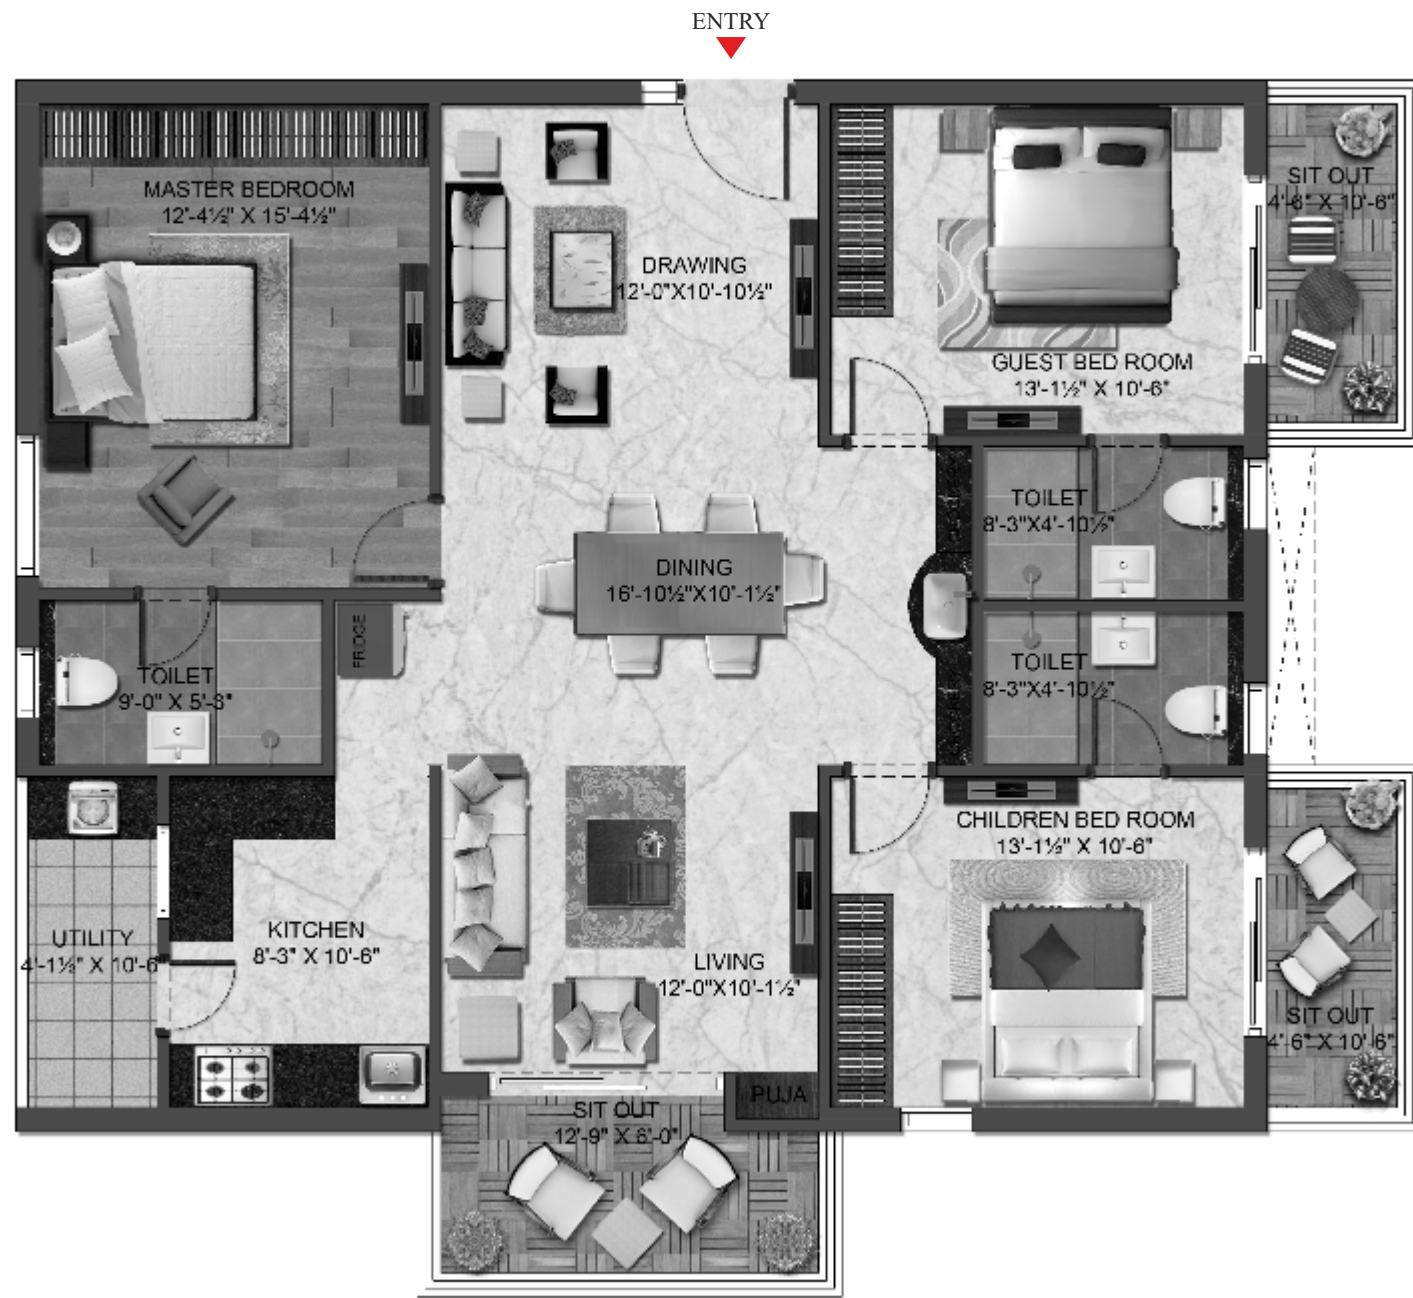 ENTRY
MASTER BEDROOM
12'-4½" X 15'-4½"
DRAWING
12'-0"X10'-10½"
GUEST BED ROOM
13'-1½" X 10'-6"
SIT OUT
4'-6" X 10'-6"
TOILET
8'-3"X4'-10½"
DINING
16'-10½"X10'-1½"
FRIDGE
TOILET
9'-0" X 5'-3"
TOILET
8'-3"X4'-10½"
CHILDREN BED ROOM
13'-1½" X 10'-6"
UTILITY
4'-1½" X 10'-6"
KITCHEN
8'-3" X 10'-6"
LIVING
12'-0"X10'-1½"
SIT OUT
4'-6" X 10'-6"
PUJA
SIT OUT
12'-9" X 6'-0"